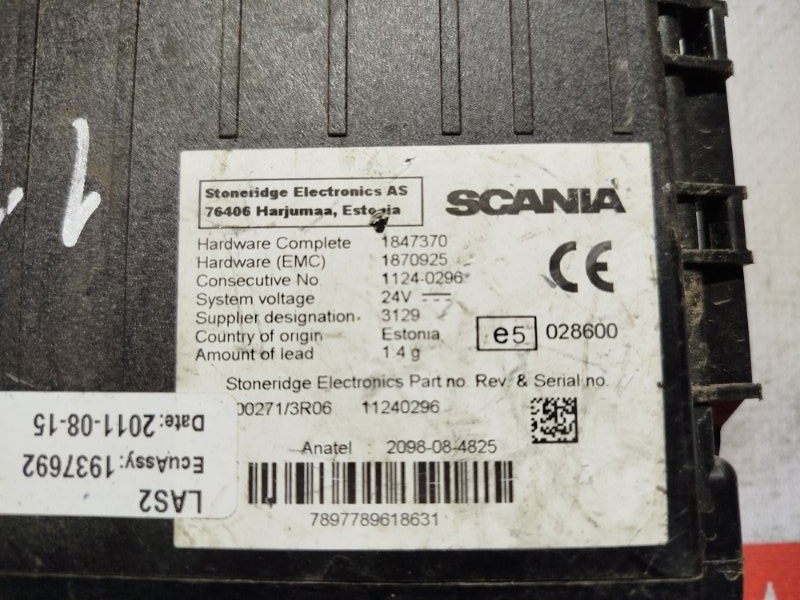 Stoneridge Electronics AS
76406 Harjumaa, Estonia
SCANIA
Hardware Complete 1847370
Hardware (EMC) 1870925
Consecutive No. 1124-0296
System voltage 24V
Supplier designation 3129
Country of origin Estonia
Amount of lead 1.4 g
CE
e5 028600
Stoneridge Electronics Part no. Rev. & Serial no.
00271/3R06 11240296
Anatel 2098-08-4825
7897789618631
LAS2
EcuAssy: 1937692
Date: 2011-08-15